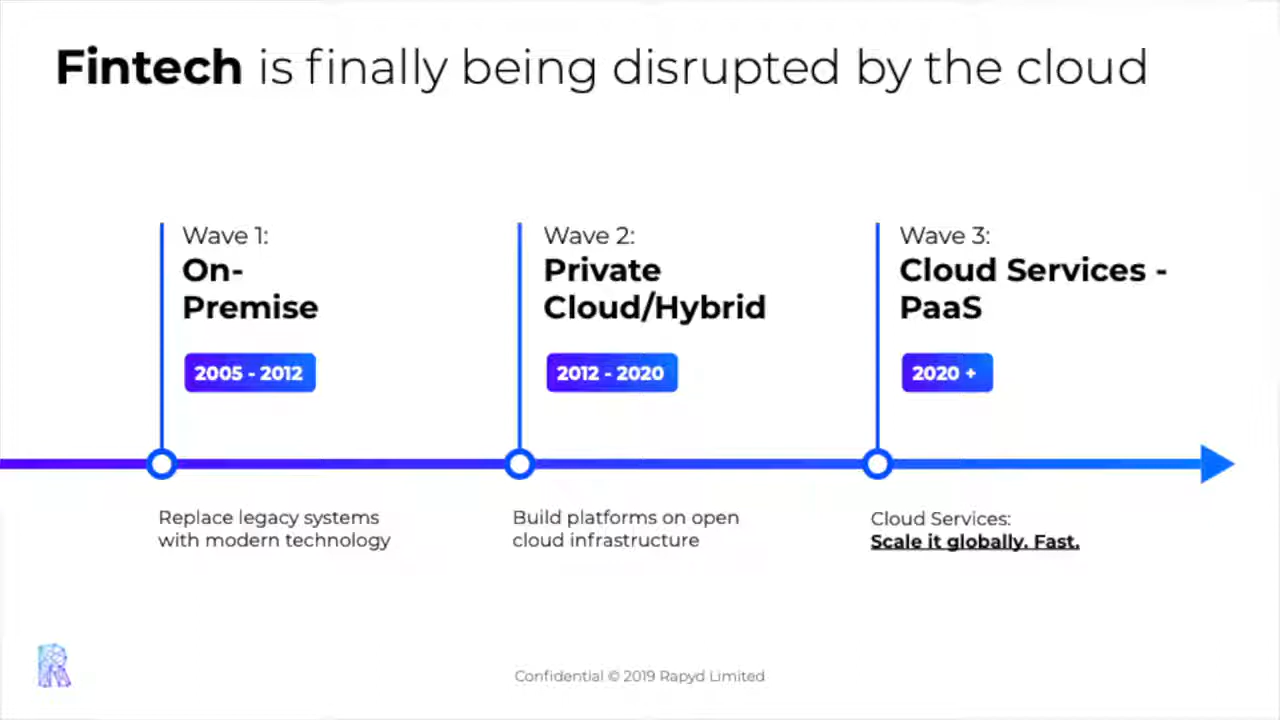 Fintech is finally being disrupted by the cloud
Wave 1:
On-
Premise
2005 - 2012
Replace legacy systems
with modern technology
Wave 2:
Private
Cloud/Hybrid
2012 - 2020
Build platforms on open
cloud infrastructure
Wave 3:
Cloud Services -
PaaS
2020 +
Cloud Services:
Scale it globally. Fast.
R
Confidential © 2019 Rapyd Limited